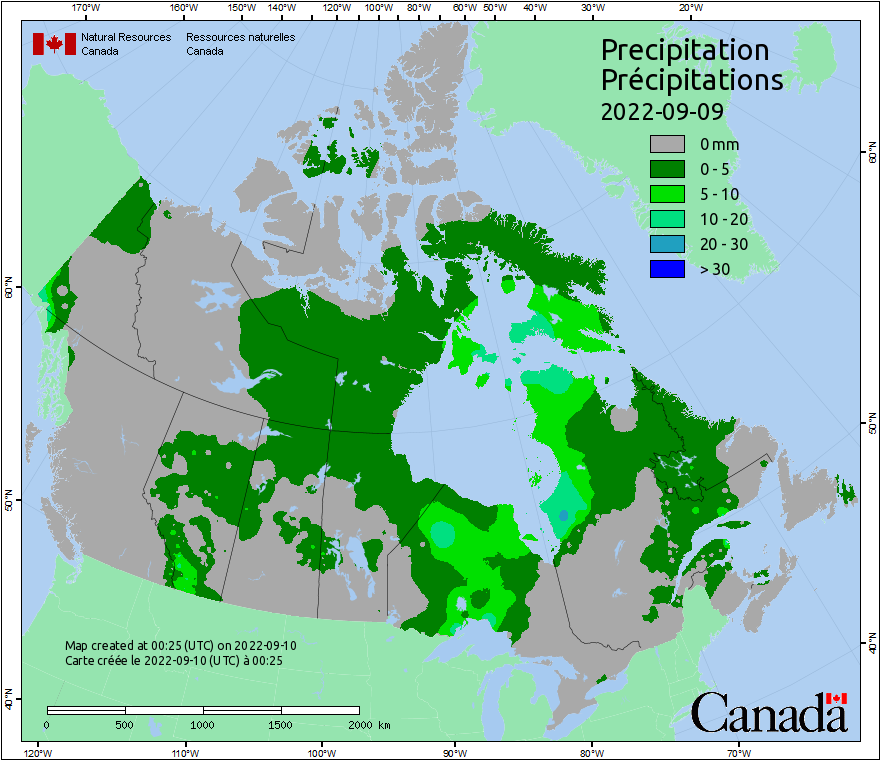 170°W 160°W 150°W 140°W 130°W 120°W 110°W 100°W 90°W 80°W 60°W 50°W 40°W 30°W 20°W
Natural Resources Canada
Ressources naturelles Canada
Precipitation
Précipitations
2022-09-09
0 mm
0 - 5
5 - 10
10 - 20
20 - 30
> 30
60°N
60°N
50°N
50°N
40°N
40°N
Map created at 00:25 (UTC) on 2022-09-10
Carte créée le 2022-09-10 (UTC) à 00:25
0 500 1000 1500 2000 km
Canada
120°W 110°W 100°W 90°W 80°W 70°W